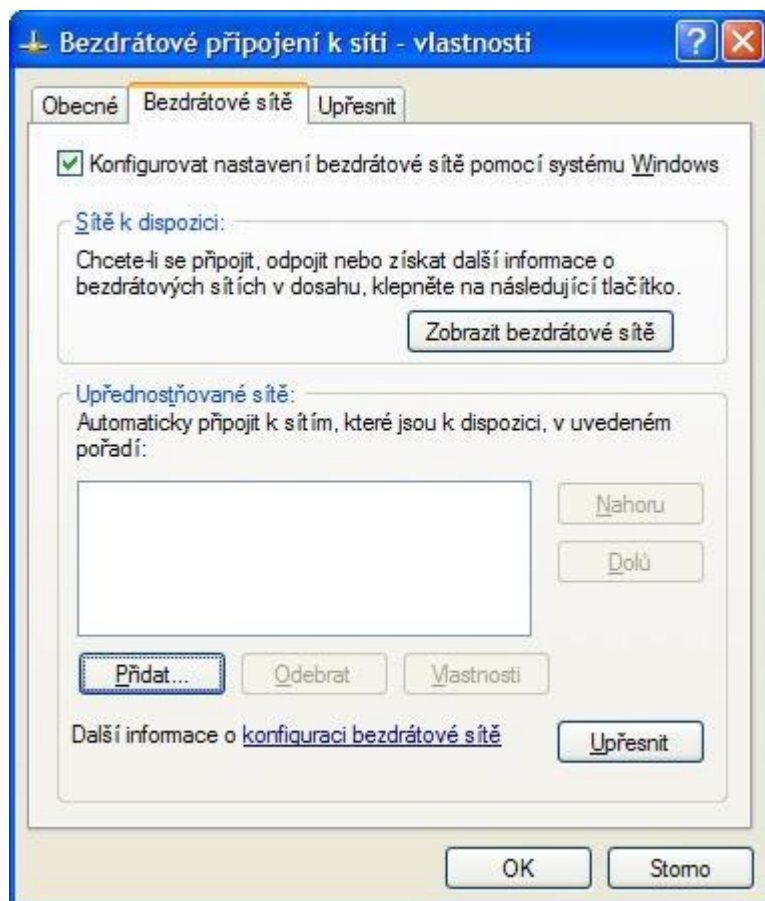 Bezdrátové připojení k síti - vlastnosti
Obecné
Bezdrátové sítě
Upřesnit
Konfigurovat nastavení bezdrátové sítě pomocí systému Windows
Sítě k dispozici:
Chcete-li se připojit, odpojit nebo získat další informace o
bezdrátových sítích v dosahu, klepněte na následující tlačítko.
Zobrazit bezdrátové sítě
Upřednostňované sítě:
Automaticky připojit k sítím, které jsou k dispozici, v uvedeném
pořadí:
Nahoru
Dolů
Přidat...
Odebrat
Vlastnosti
Další informace o konfiguraci bezdrátové sítě
Upřesnit
OK
Storno